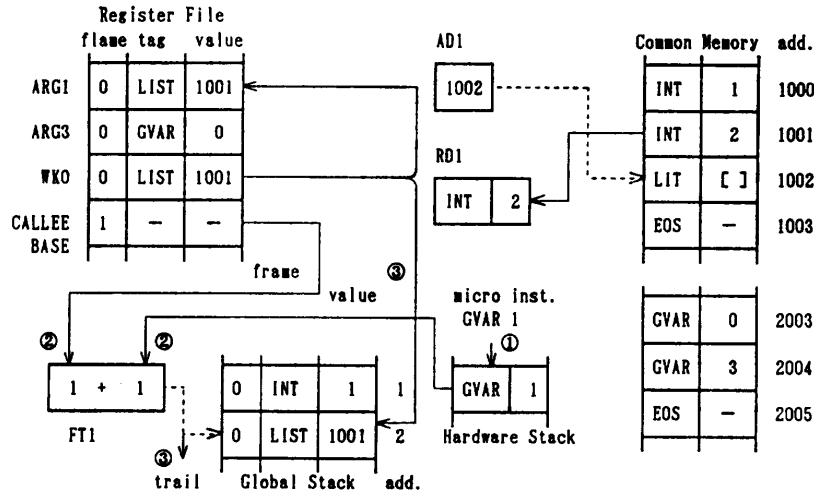 Register File
flame tag value
ARG1 0 LIST 1001
ARG3 0 GVAR 0
WK0 0 LIST 1001
CALLEE BASE 1 – –
AD1
1002
RD1
INT 2
Common Memory add.
INT 1 1000
INT 2 1001
LIT [ ] 1002
EOS – 1003
GVAR 0 2003
GVAR 3 2004
EOS – 2005
frame
value
③
micro inst.
GVAR 1
①
② ②
1 + 1
FT1
③
trail
0 INT 1 1
0 LIST 1001 2
Global Stack add.
GVAR 1
Hardware Stack